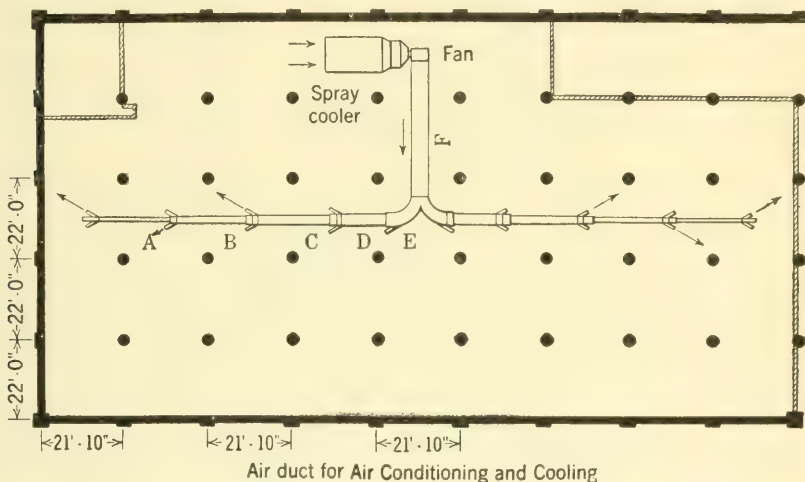 Fan
Spray
cooler
F
A B C D E
22'-0"
22'-0"
22'-0"
21'-10" 21'-10" 21'-10"
Air duct for Air Conditioning and Cooling